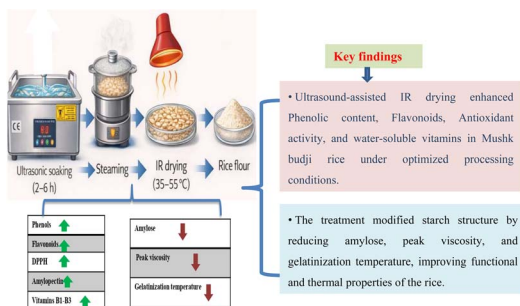 Key findings
• Ultrasound-assisted IR drying enhanced
Phenolic content, Flavonoids, Antioxidant
activity, and water-soluble vitamins in Mushk
budji rice under optimized processing
conditions.
• The treatment modified starch structure by
reducing amylose, peak viscosity, and
gelatinization temperature, improving functional
and thermal properties of the rice.
CE
Ultrasonic soaking
(2–6 h)
Steaming
IR drying
(35–55 °C)
Rice flour
Phenols
Flavonoids
DPPH
Amylopectin
Vitamins B1-B3
Amylose
Peak viscosity
Gelatinization temperature